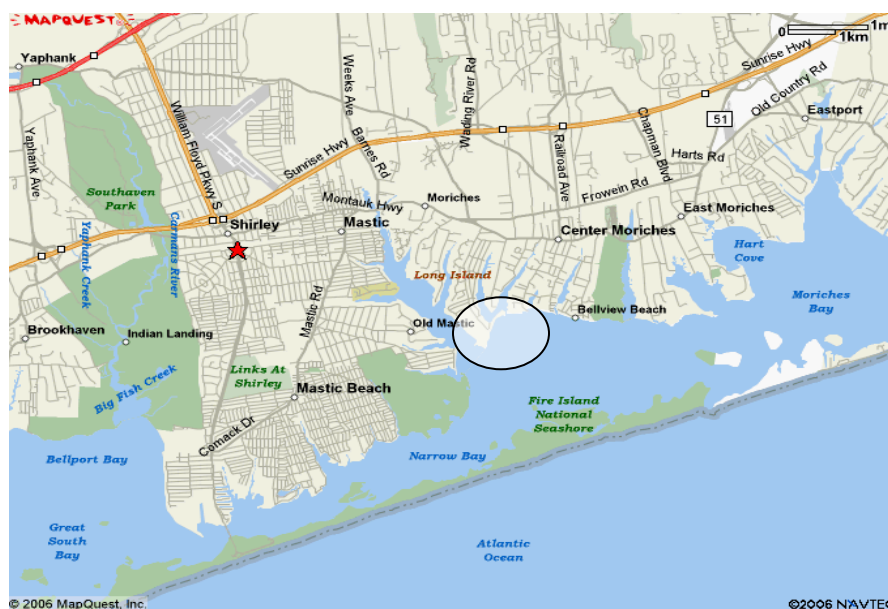 MAPQUEST
0
1m
1km
Yaphank
Sunrise Hwy
Old Country Rd
Weeks Ave
Wading River Rd
Eastport
William Floyd Pkwy S
51
Yaphank Ave
Barnes Rd
Railroad Ave
Chapman Blvd
Sunrise Hwy
Harts Rd
Southaven
Park
Frowein Rd
Montauk Hwy
Moriches
East Moriches
Shirley
Mastic
Center Moriches
Yaphank Creek
Carmans River
Hart
Cove
Long Island
Moriches
Bay
Mastic Rd
Bellview Beach
Brookhaven
Indian Landing
Old Mastic
Links At
Shirley
Big Fish Creek
Mastic Beach
Fire Island
National
Seashore
Comack Dr
Bellport Bay
Narrow Bay
Great
South
Bay
Atlantic
Ocean
© 2006 MapQuest, Inc.
©2006 NAVTEQ